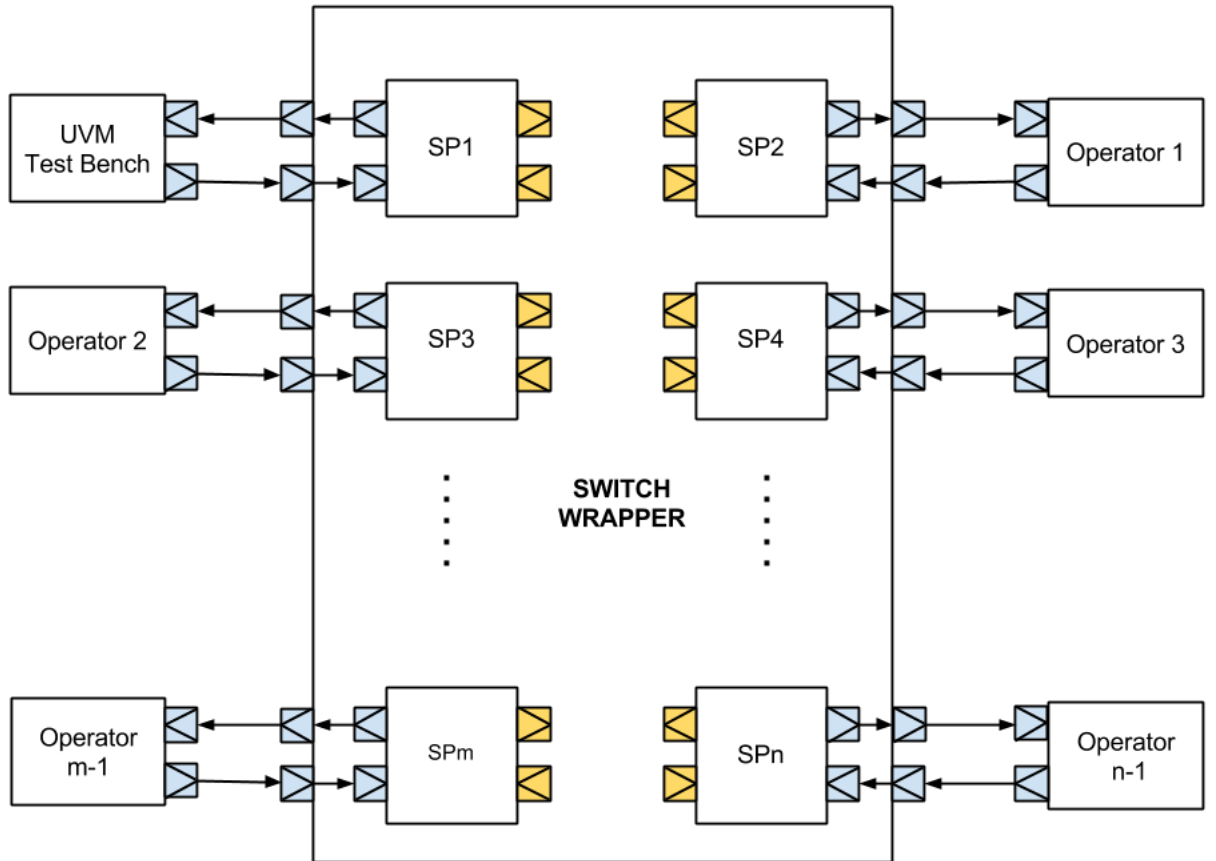 UVM
Test Bench
SP1
SP2
Operator 1
Operator 2
SP3
SP4
Operator 3
SWITCH
WRAPPER
Operator
m-1
SPm
SPn
Operator
n-1